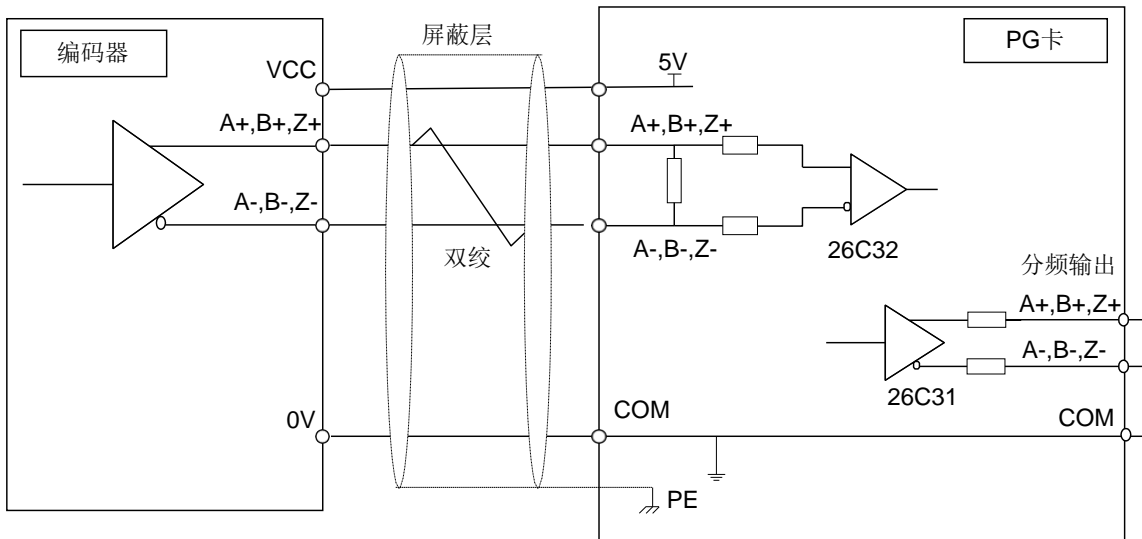 编码器
屏蔽层
PG卡
VCC
5V
A+,B+,Z+
A+,B+,Z+
A-,B-,Z-
A-,B-,Z-
双绞
26C32
分频输出
A+,B+,Z+
A-,B-,Z-
26C31
0V
COM
COM
PE